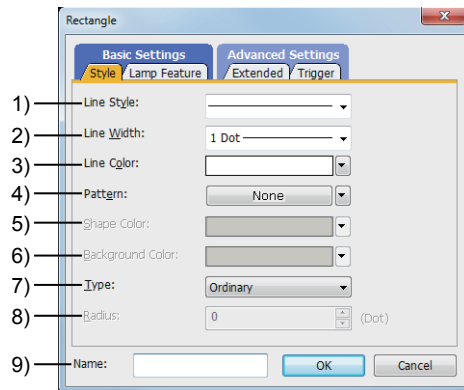 Rectangle
Basic Settings Advanced Settings
Style Lamp Feature Extended Trigger
1) Line Style:
2) Line Width: 1 Dot
3) Line Color:
4) Pattern: None
5) Shape Color:
6) Background Color:
7) Type: Ordinary
8) Radius: 0 (Dot)
9) Name: OK Cancel